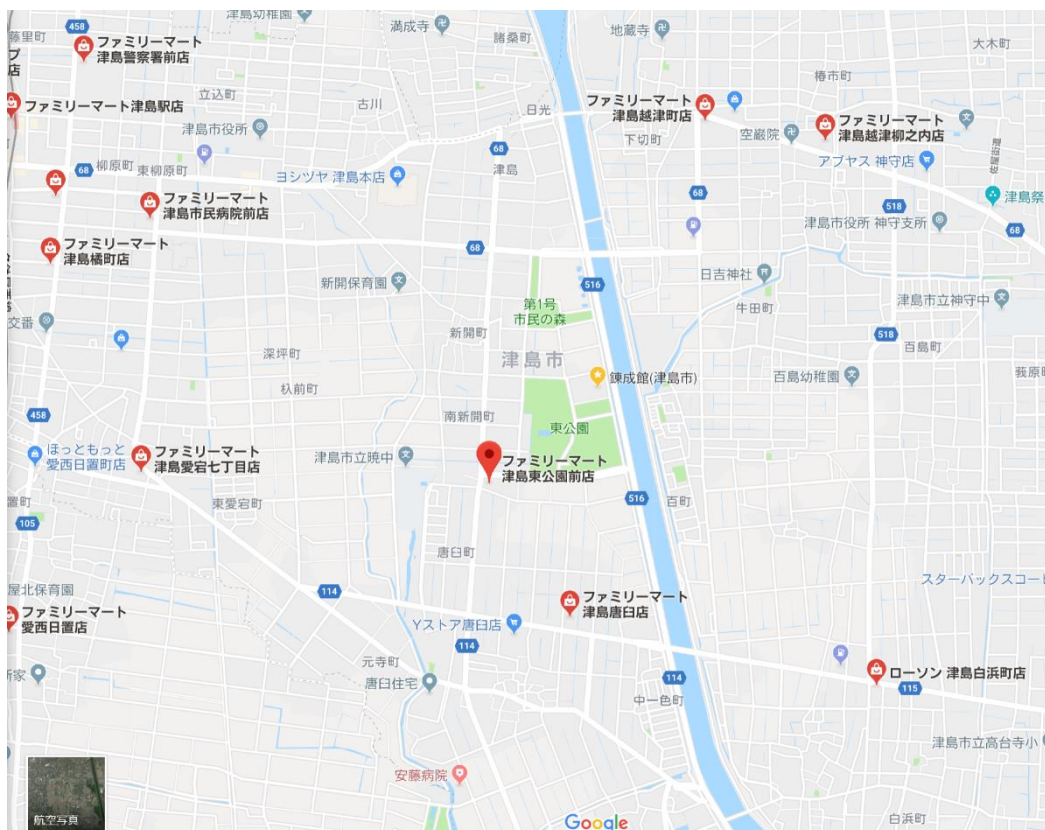 津島幼稚園
満成寺
地蔵寺
458
諸桑町
大木町
藤里町
ファミリーマート
津島警察署前店
プ
店
椿市町
立込町
古川
日光
ファミリーマート津島駅店
ファミリーマート
津島越津町店
ファミリーマート
津島越津柳之内店
津島市役所
下切町
空厳院
68
津島
アブヤス 神守店
柳原町
68
東柳原町
ヨシヅヤ 津島本店
津島祭
ファミリーマート
津島市民病院前店
518
津島市役所 神守支所
68
ファミリーマート
津島橘町店
68
新開保育園
516
日吉神社
第1号
市民の森
牛田町
津島市立神守中
交番
新開町
518
百島町
深坪町
津島市
錬成館(津島市)
百島幼稚園
杁前町
莪原町
458
南新開町
東公園
ほっともっと
愛西日置町店
ファミリーマート
津島愛宕七丁目店
津島市立暁中
ファミリーマート
津島東公園前店
置町
東愛宕町
516
百町
105
唐臼町
スターバックスコーヒ
屋北保育園
114
ファミリーマート
愛西日置店
ファミリーマート
津島唐臼店
Yストア唐臼店
114
元寺町
唐臼住宅
114
ローソン 津島白浜町店
115
中一色町
津島市立高台寺小
安藤病院
航空写真
Google
白浜町